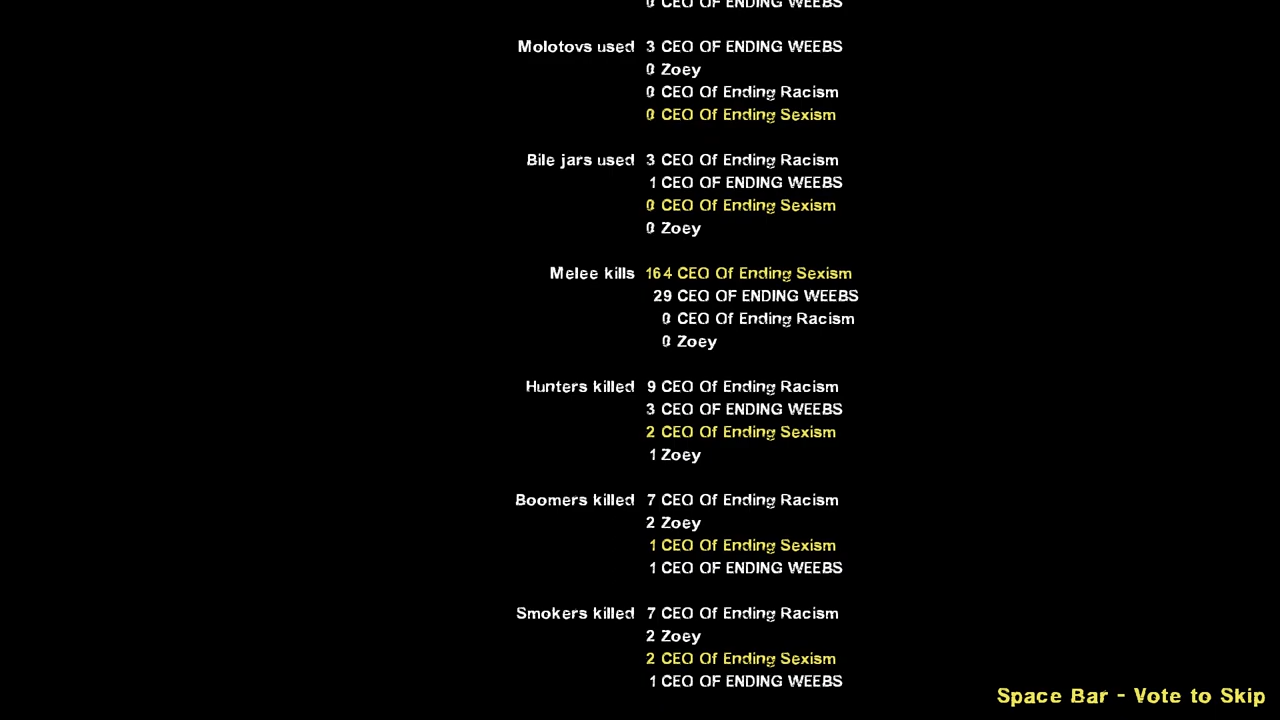 0 CEO OF ENDING WEEBS
Molotovs used 3 CEO OF ENDING WEEBS
0 Zoey
0 CEO Of Ending Racism
0 CEO Of Ending Sexism
Bile jars used 3 CEO Of Ending Racism
1 CEO OF ENDING WEEBS
0 CEO Of Ending Sexism
0 Zoey
Melee kills 164 CEO Of Ending Sexism
29 CEO OF ENDING WEEBS
0 CEO Of Ending Racism
0 Zoey
Hunters killed 9 CEO Of Ending Racism
3 CEO OF ENDING WEEBS
2 CEO Of Ending Sexism
1 Zoey
Boomers killed 7 CEO Of Ending Racism
2 Zoey
1 CEO Of Ending Sexism
1 CEO OF ENDING WEEBS
Smokers killed 7 CEO Of Ending Racism
2 Zoey
2 CEO Of Ending Sexism
1 CEO OF ENDING WEEBS
Space Bar - Vote to Skip